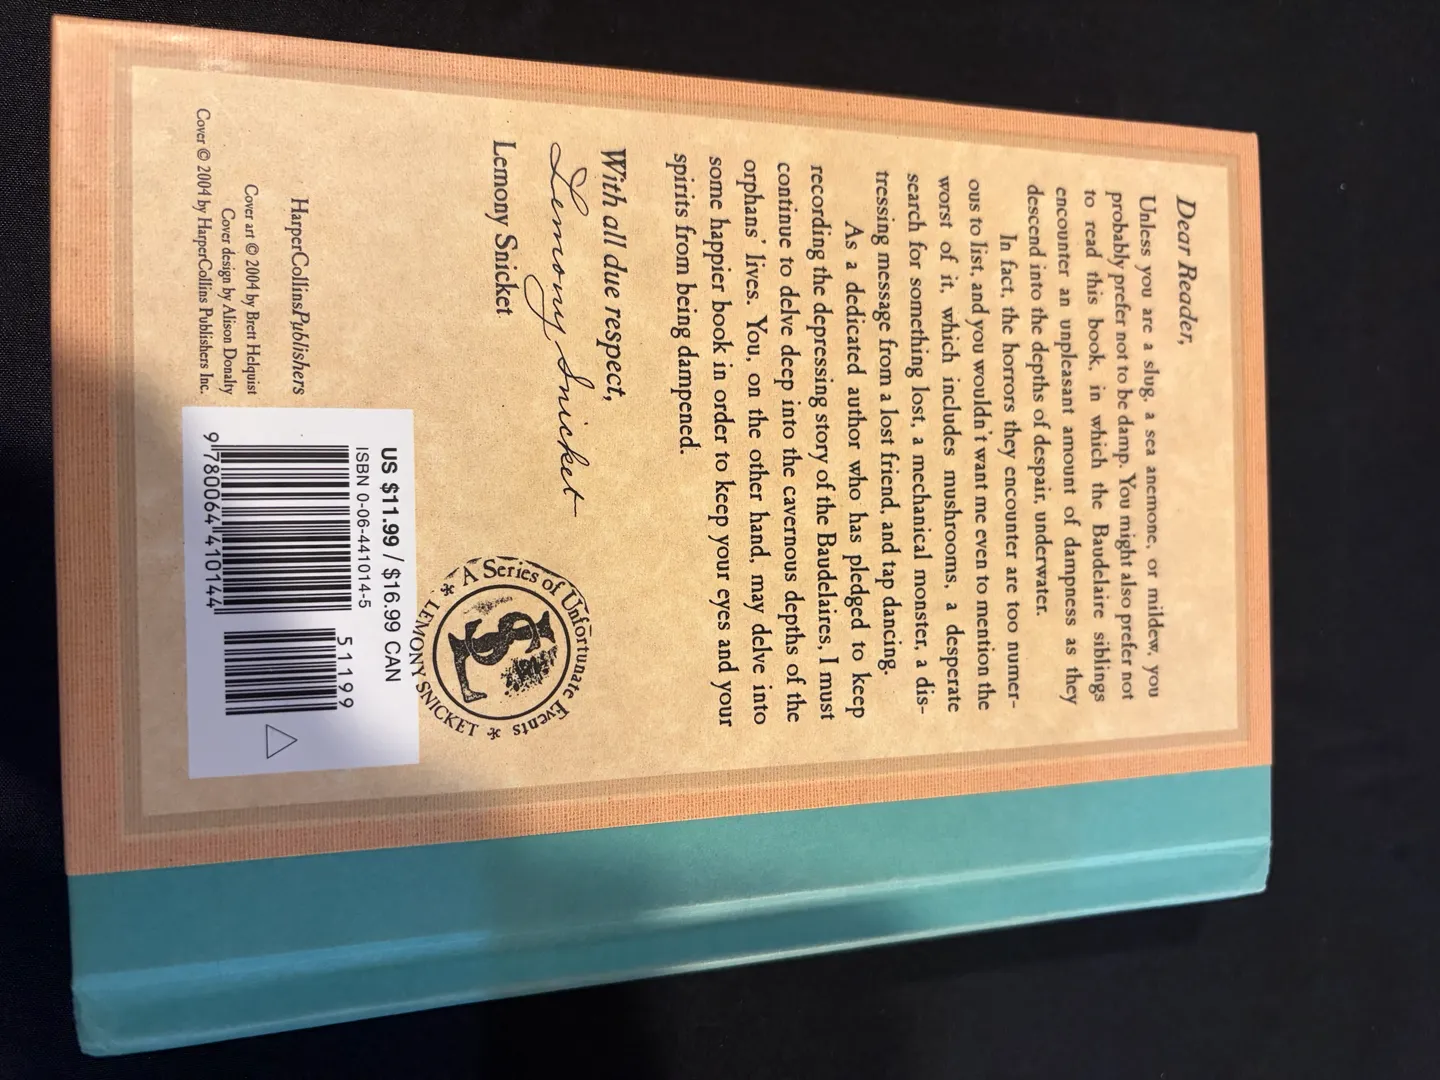 Dear Reader,
Unless you are a slug, a sea anemone, or mildew, you
probably prefer not to be damp. You might also prefer not
to read this book, in which the Baudelaire siblings
encounter an unpleasant amount of dampness as they
descend into the depths of despair, underwater.
In fact, the horrors they encounter are too numer-
ous to list, and you wouldn't want me even to mention the
worst of it, which includes mushrooms, a desperate
search for something lost, a mechanical monster, a dis-
tressing message from a lost friend, and tap dancing.
As a dedicated author who has pledged to keep
recording the depressing story of the Baudelaires, I must
continue to delve deep into the cavernous depths of the
orphans' lives. You, on the other hand, may delve into
some happier book in order to keep your eyes and your
spirits from being dampened.
With all due respect,
Lemony Snicket
Lemony Snicket
A Series of Unfortunate Events
LEMONY SNICKET
LS
HarperCollinsPublishers
Cover art © 2004 by Brett Helquist
Cover design by Alison Donalty
Cover © 2004 by HarperCollins Publishers Inc.
US $11.99 / $16.99 CAN
ISBN 0-06-441014-5
51199
9 780064 410144